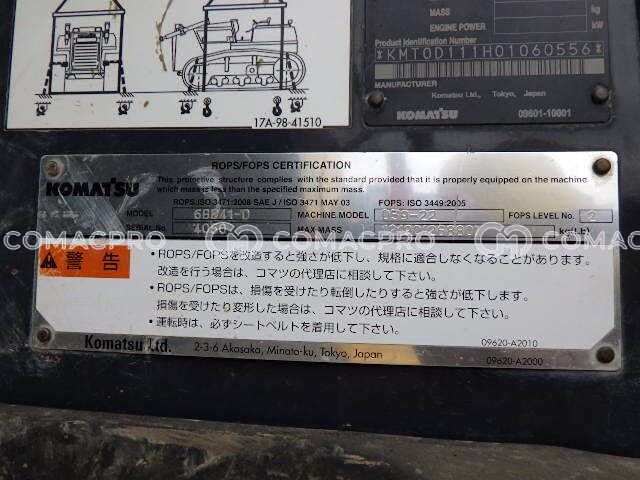 MASS kg
ENGINE POWER kW
Product Identification Number
*KMT0D111H01060556*
MANUFACTURER
Komatsu Ltd., Tokyo, Japan
KOMATSU 09601-10001
17A-98-41510
ROPS/FOPS CERTIFICATION
KOMATSU
This protective structure complies with the standard provided that it is properly equipped on the machine
which mass is less than the specified maximum mass.
ROPS:ISO 3471:2008 SAE J / ISO 3471 MAY 03 FOPS: ISO 3449:2005
MODEL MACHINE MODEL FOPS LEVEL No. 2
SERIAL No. MAX MASS kg(Lb)
COMACPRO COMACPRO COMACPRO
警告
・ROPS/FOPSを改造すると強さが低下し、規格に適合しなくなることがあります。
改造を行う場合は、コマツの代理店に相談して下さい。
・ROPS/FOPSは、損傷を受けたり転倒したりすると強さが低下します。
損傷を受けたり変形した場合は、コマツの代理店に相談して下さい。
・運転時は、必ずシートベルトを着用して下さい。
09620-A2010
Komatsu Ltd. 2-3-6 Akasaka, Minato-ku, Tokyo, Japan 09620-A2000
COMACPRO COMACPRO